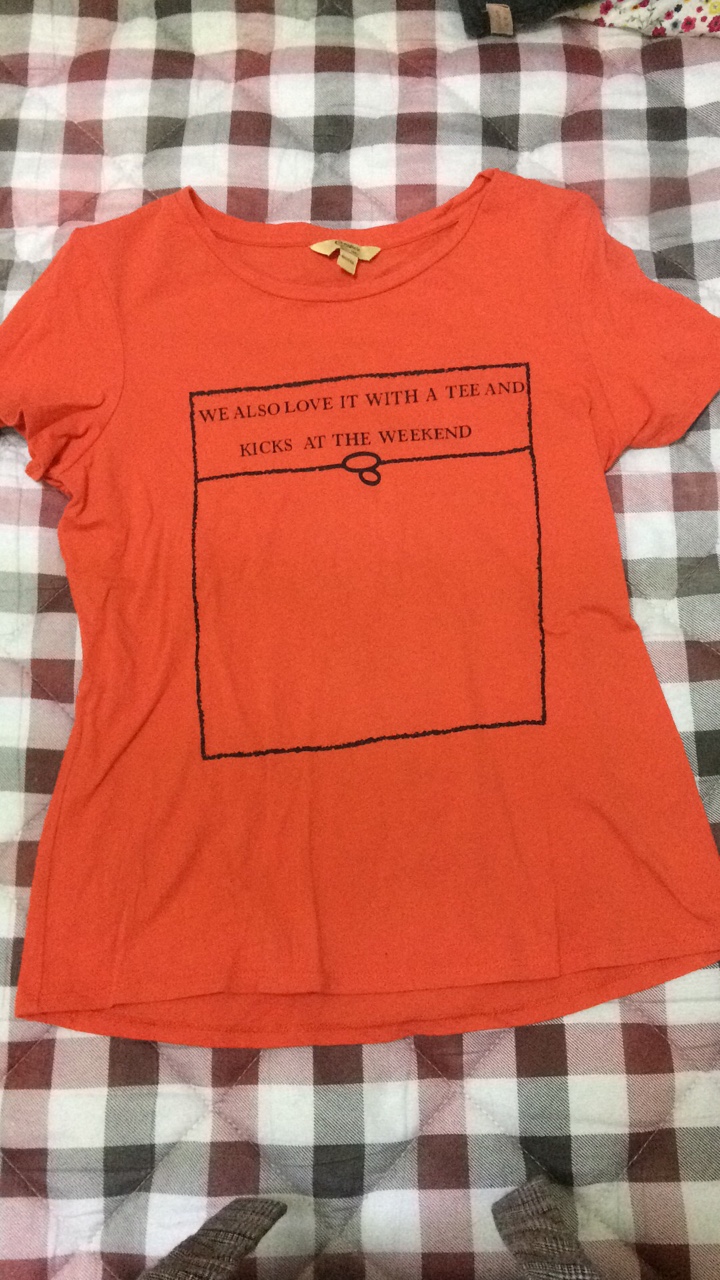 WE ALSO LOVE IT WITH A TEE AND
KICKS AT THE WEEKEND